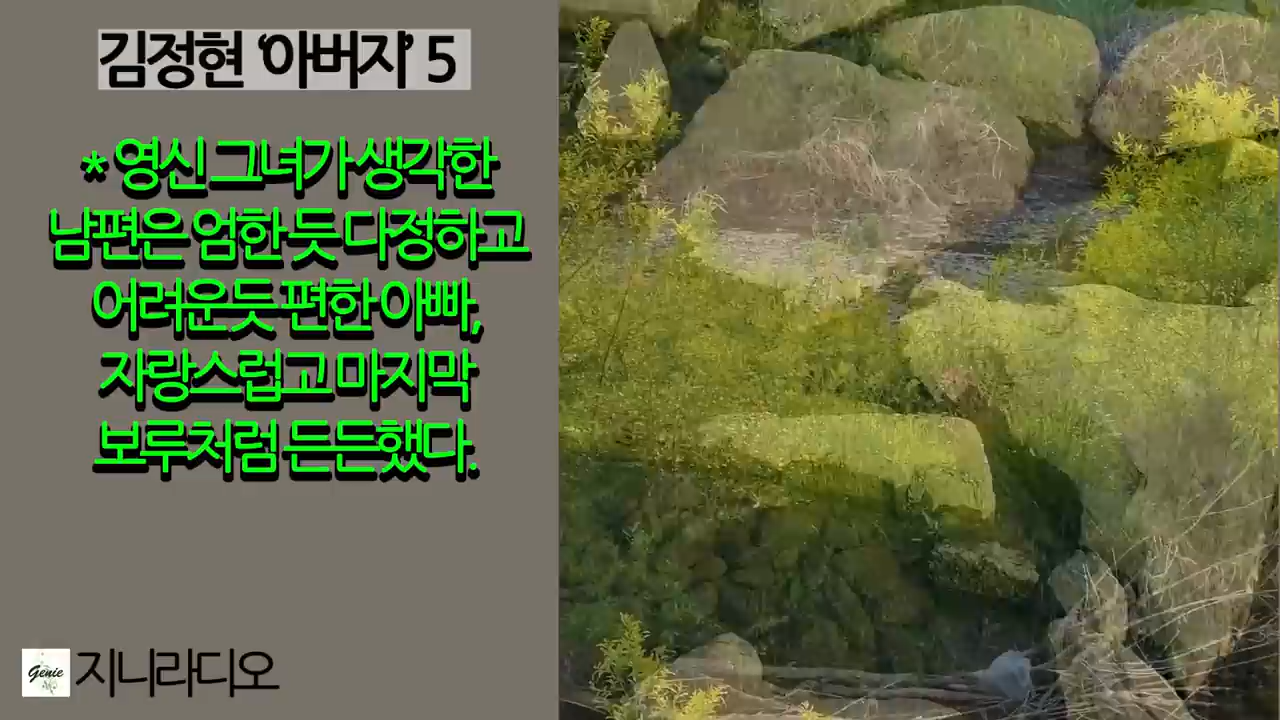 김정현 ‘아버지’ 5
* 영신 그녀가 생각한
남편은 엄한 듯 다정하고
어려운듯 편한 아빠,
자랑스럽고 마지막
보루처럼 든든했다.
Genie
지니라디오